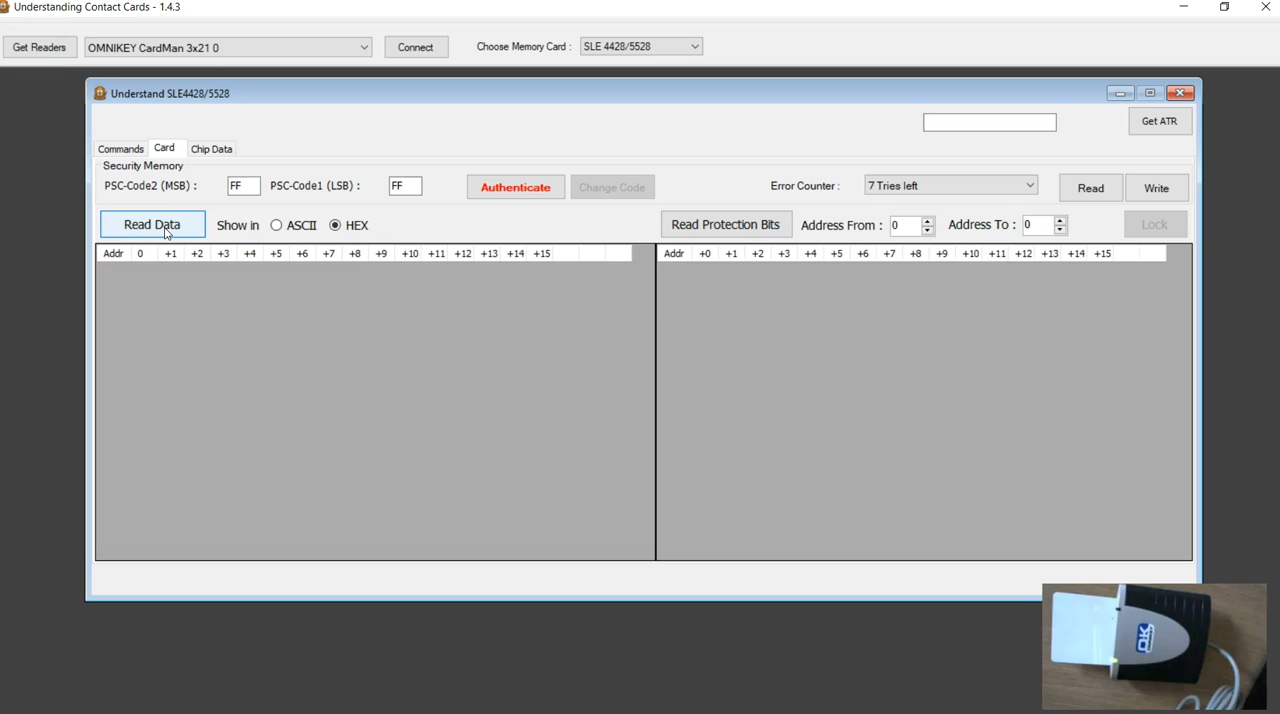 Understanding Contact Cards - 1.4.3
Get Readers OMNIKEY CardMan 3x21 0 Connect Choose Memory Card : SLE 4428/5528
Understand SLE4428/5528
Get ATR
Commands Card Chip Data
Security Memory
PSC-Code2 (MSB) : FF PSC-Code1 (LSB) : FF Authenticate Change Code Error Counter : 7 Tries left Read Write
Read Data Show in ASCII HEX Read Protection Bits Address From : 0 Address To : 0 Lock
Addr 0 +1 +2 +3 +4 +5 +6 +7 +8 +9 +10 +11 +12 +13 +14 +15 Addr +0 +1 +2 +3 +4 +5 +6 +7 +8 +9 +10 +11 +12 +13 +14 +15
OK